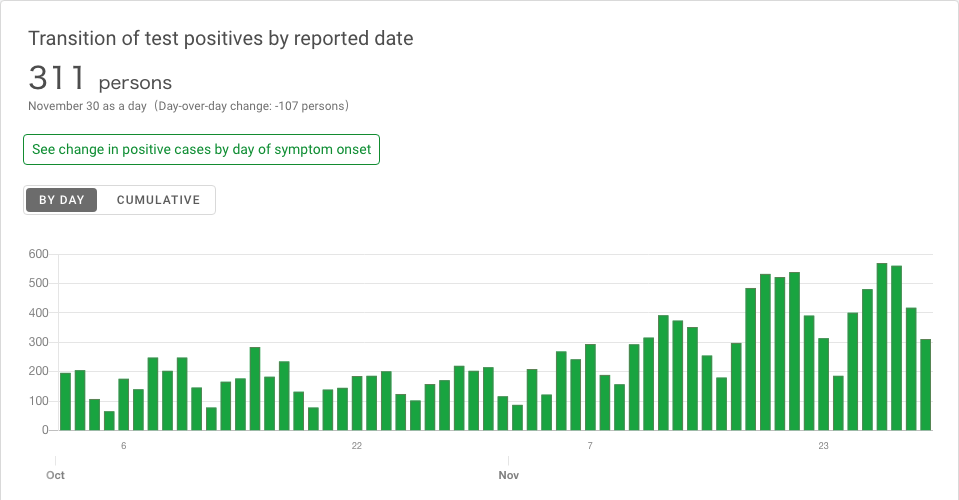 Transition of test positives by reported date
311 persons
November 30 as a day (Day-over-day change: -107 persons)
See change in positive cases by day of symptom onset
BY DAY CUMULATIVE
600
500
400
300
200
100
0
6 22 7 23
Oct Nov